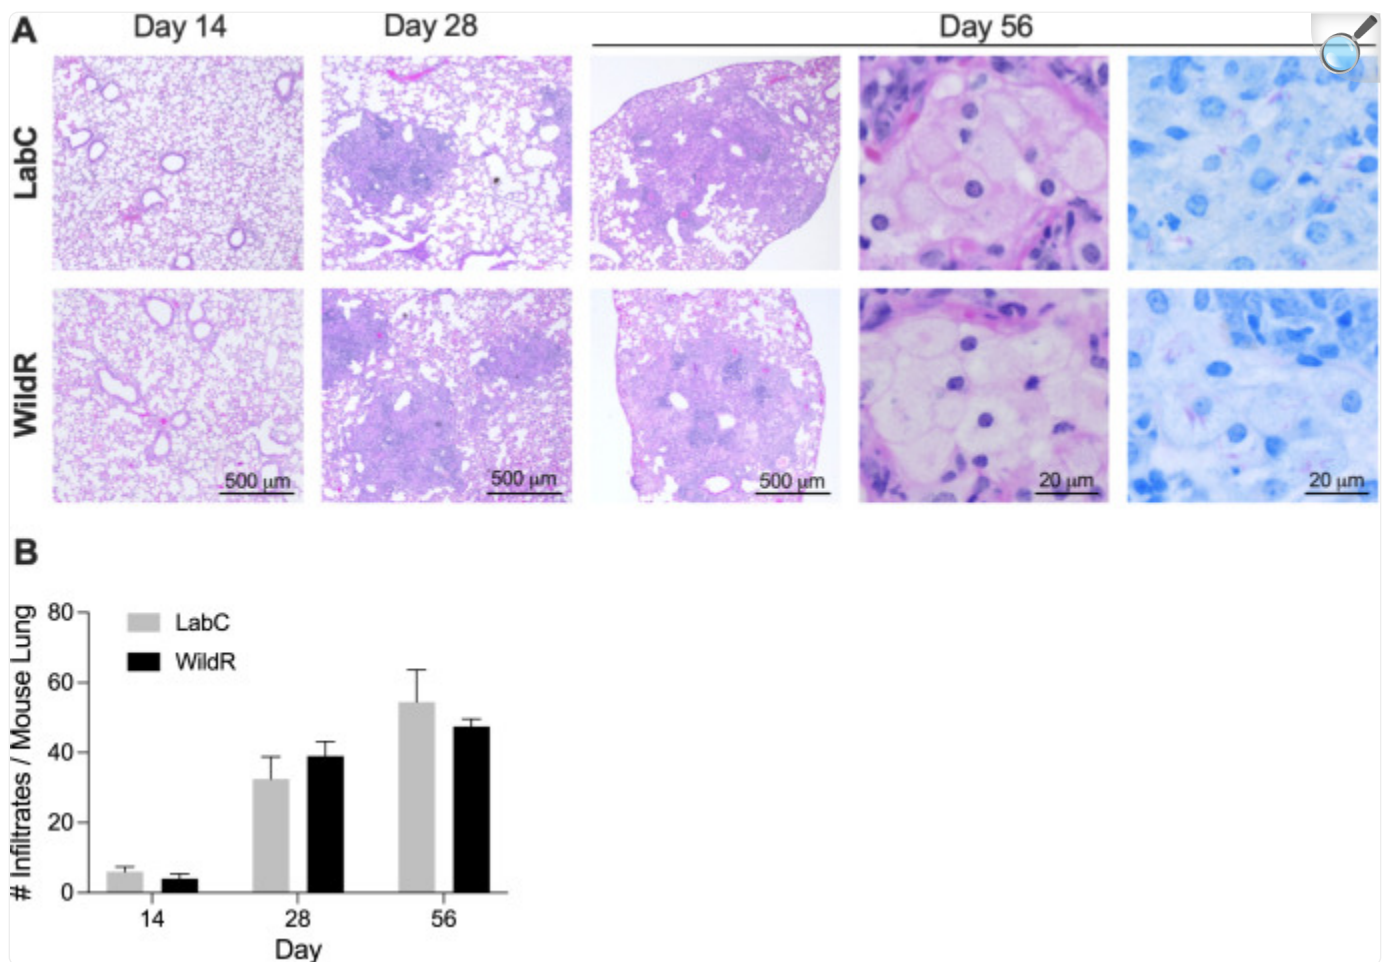 A
Day 14 Day 28 Day 56
LabC
WildR
500 μm 500 μm 500 μm 20 μm 20 μm
B
# Infiltrates / Mouse Lung
80
60
40
20
0
LabC
WildR
14 28 56
Day